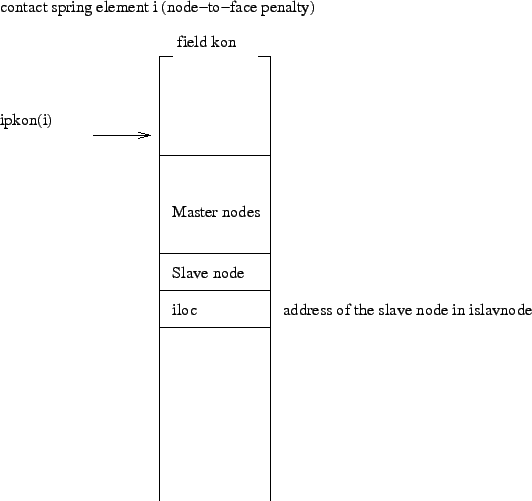 contact spring element i (node−to−face penalty)
field kon
ipkon(i)
Master nodes
Slave node
iloc
address of the slave node in islavnode